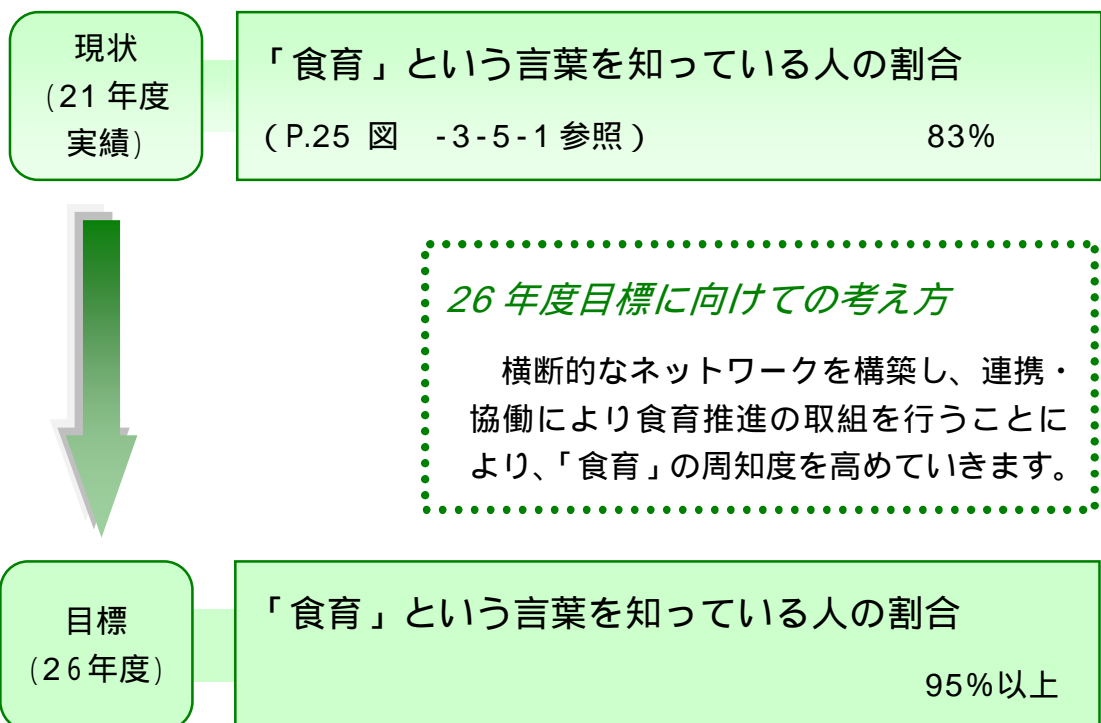 現状
(21年度
実績)
「食育」という言葉を知っている人の割合
(P.25 図 -3-5-1参照) 83%
26年度目標に向けての考え方
横断的なネットワークを構築し、連携・
協働により食育推進の取組を行うことに
より、「食育」の周知度を高めていきます。
目標
(26年度)
「食育」という言葉を知っている人の割合
95%以上